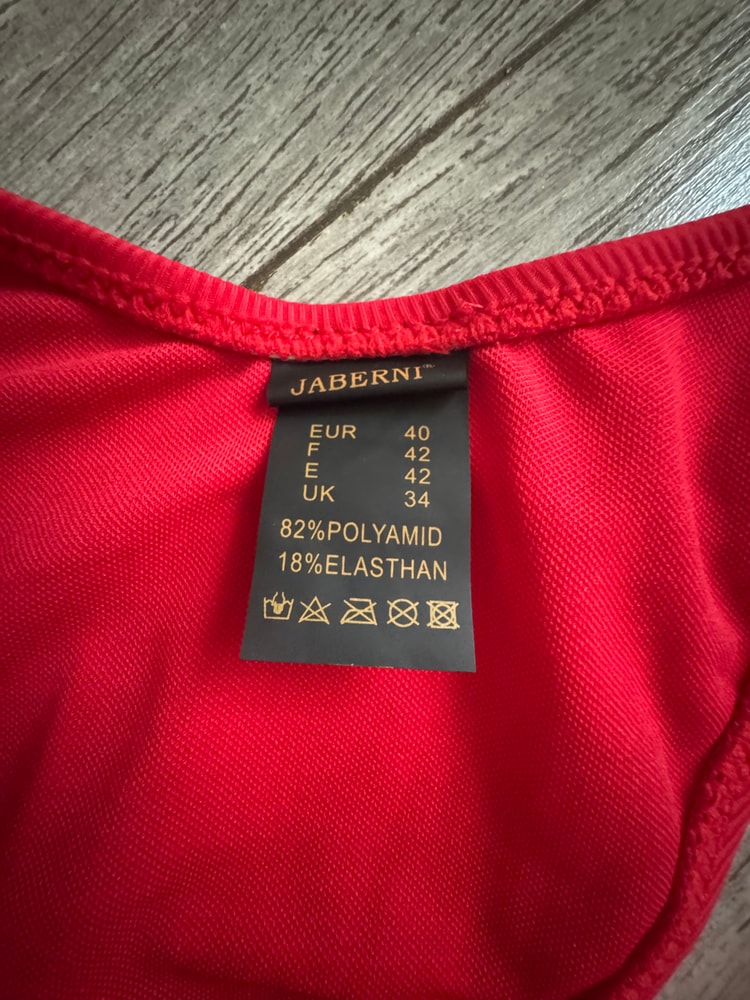 JABERNI
EUR 40
F 42
E 42
UK 34
82%POLYAMID
18%ELASTHAN